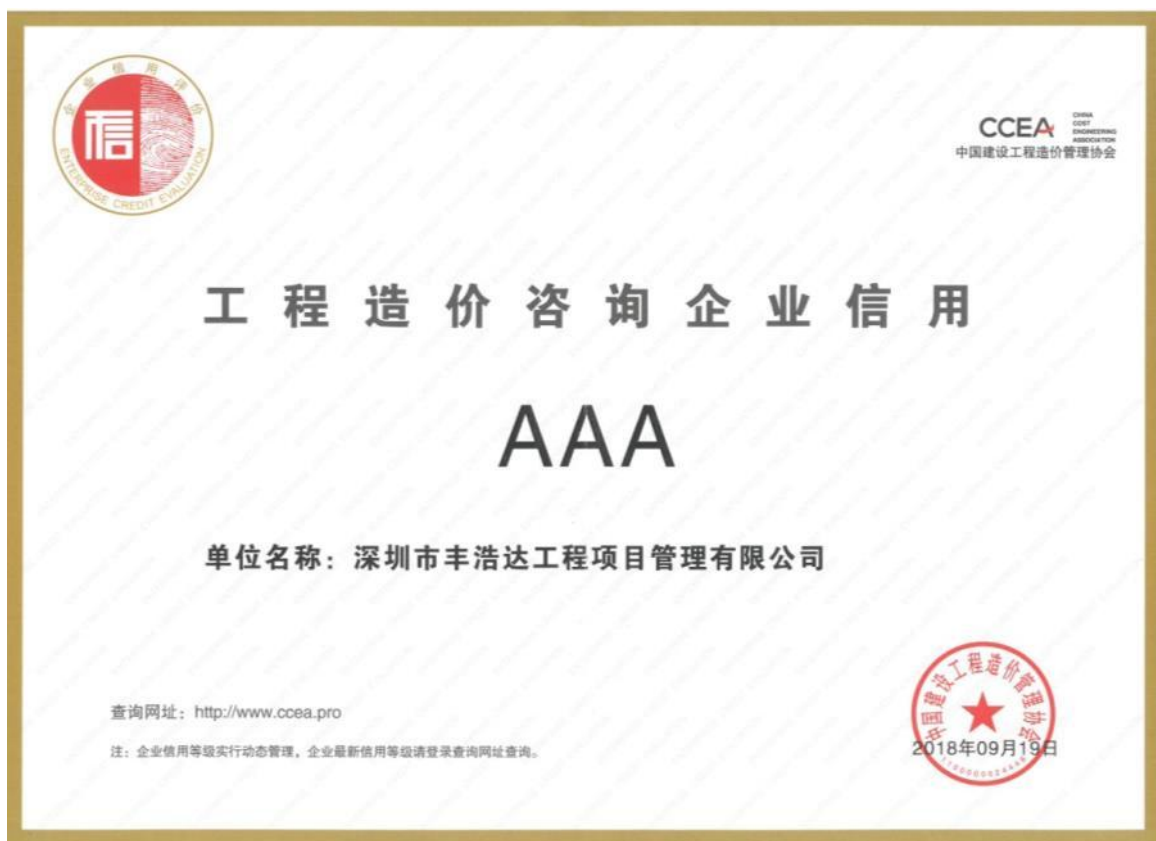 企业信用评价
信
ENTERPRISE CREDIT EVALUATION
CCEA
CHINA
COST
ENGINEERING
ASSOCIATION
中国建设工程造价管理协会
工程造价咨询企业信用
AAA
单位名称：深圳市丰浩达工程项目管理有限公司
查询网址：http://www.ccea.pro
注：企业信用等级实行动态管理，企业最新信用等级请登录查询网址查询。
中国建设工程造价管理协会
2018年09月19日